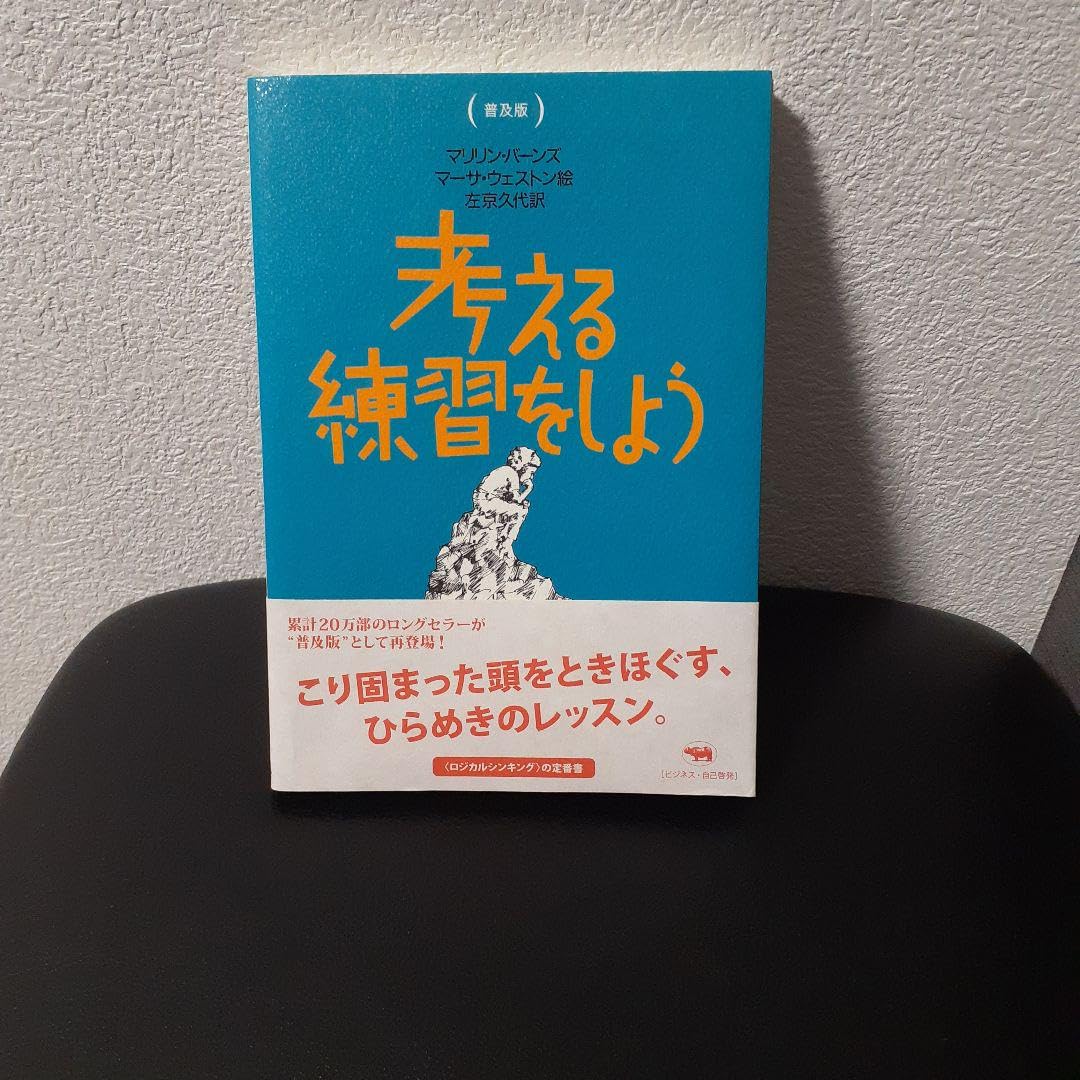 (普及版)
マリリン・バーンズ
マーサ・ウェストン絵
左京久代訳
考える
練習をしよう
累計20万部のロングセラーが
“普及版”として再登場！
こり固まった頭をときほぐす、
ひらめきのレッスン。
〈ロジカルシンキング〉の定番書
[ビジネス・自己啓発]